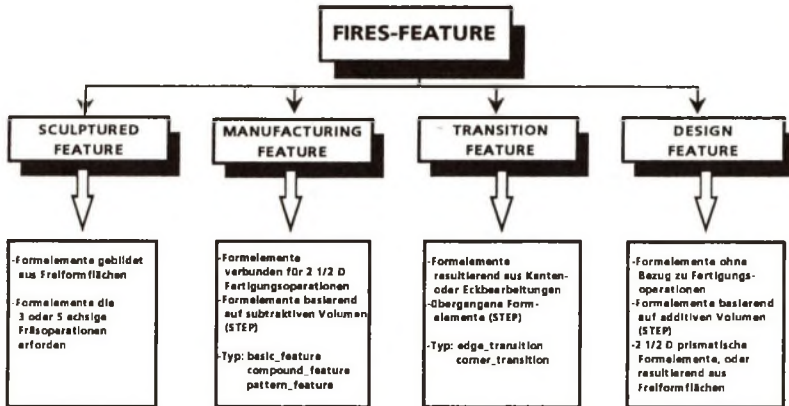 FIRES-FEATURE
SCULPTURED
FEATURE
MANUFACTURING
FEATURE
TRANSITION
FEATURE
DESIGN
FEATURE
-Formelemente gebildet
aus Freiformflächen
-Formelemente die
3 oder 5 achsige
Fräsoperationen
erforden
-Formelemente
verbunden für 2 1/2 D
Fertigungsoperationen
-Formelemente basierend
auf subtraktiven Volumen
(STEP)
-Typ: basic_feature
compound_feature
pattern_feature
-Formelemente
resultierend aus Kanten-
oder Eckbearbeitungen
-übergangene Form-
elemente (STEP)
-Typ: edge_transition
corner_transition
-Formelemente ohne
Bezug zu Fertigungs-
operationen
-Formelemente basierend
auf additiven Volumen
(STEP)
-2 1/2 D prismatische
Formelemente, oder
resultierend aus
Freiformflächen